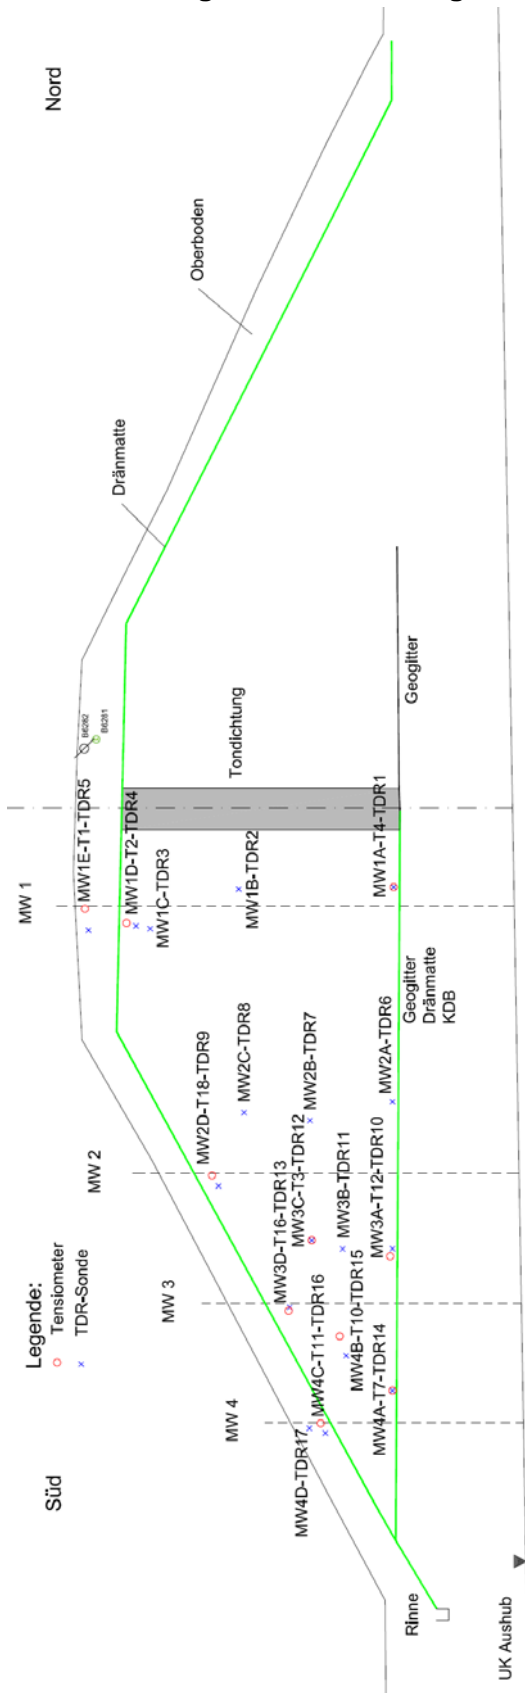 Süd
Nord
Legende:
Tensiometer
TDR-Sonde
MW 1
MW 2
MW 3
MW 4
MW1E-T1-TDR5
B6282
B6281
MW1D-T2-TDR4
MW1C-TDR3
MW1B-TDR2
MW1A-T4-TDR1
Dränmatte
Oberboden
Tondichtung
Geogitter
MW2D-T18-TDR9
MW2C-TDR8
MW2B-TDR7
MW2A-TDR6
MW3D-T16-TDR13
MW3C-T3-TDR12
MW3B-TDR11
MW3A-T12-TDR10
MW4D-TDR17
MW4C-T11-TDR16
MW4B-T10-TDR15
MW4A-T7-TDR14
Geogitter
Dränmatte
KDB
Rinne
UK Aushub